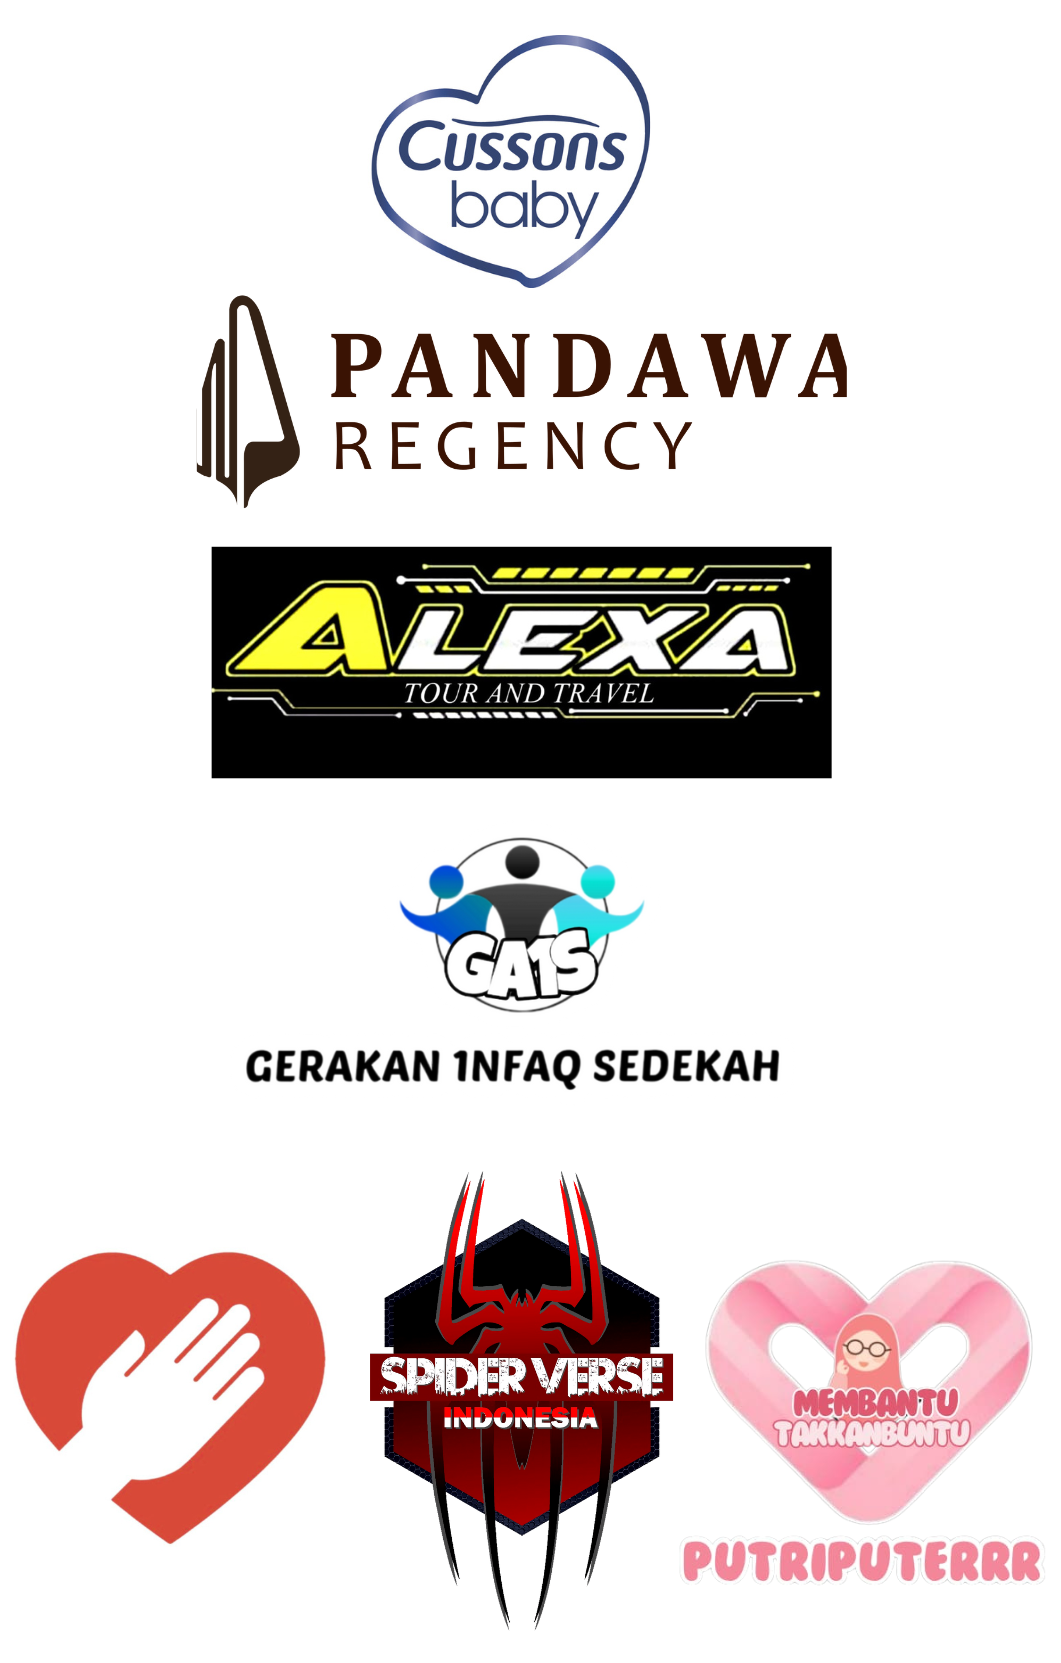 Cussons
baby
PANDAWA
REGENCY
ALEXA
TOUR AND TRAVEL
GA1S
GERAKAN 1NFAQ SEDEKAH
SPIDER VERSE
INDONESIA
MEMBANTU
TAKKANBUNTU
PUTRIPUTERRR